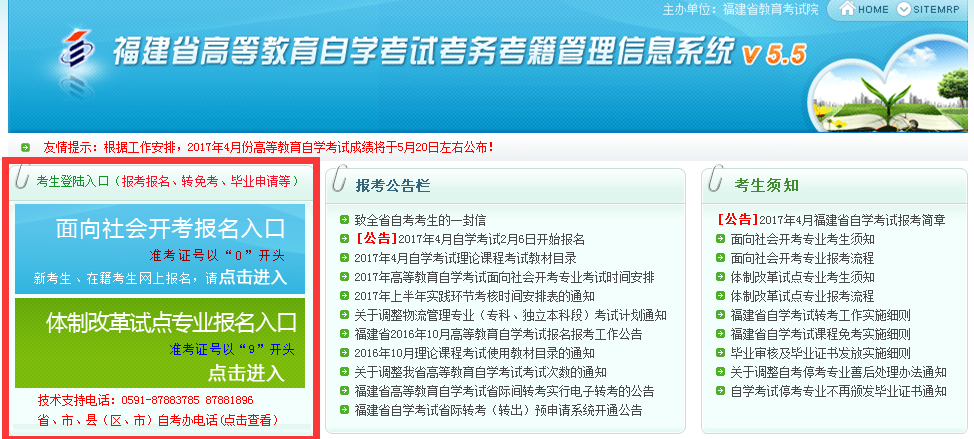 主办单位：福建省教育考试院 HOME SITEMRP
福建省高等教育自学考试考务考籍管理信息系统 V 5.5
友情提示：根据工作安排，2017年4月份高等教育自学考试成绩将于5月20日左右公布！
考生登陆入口（报考报名、转免考、毕业申请等）
面向社会开考报名入口
准考证号以“0”开头
新考生、在籍考生网上报名，请点击进入
体制改革试点专业报名入口
准考证号以“9”开头
点击进入
技术支持电话：0591-87883785 87881896
省、市、县（区、市）自考办电话(点击查看)
报考公告栏
致全省自考考生的一封信
【公告】2017年4月自学考试2月6日开始报名
2017年4月自学考试理论课程考试教材目录
2017年高等教育自学考试面向社会开考专业考试时间安排
2017年上半年实践环节考核时间安排表的通知
关于调整物流管理专业（专科、独立本科段）考试计划通知
福建省2016年10月高等教育自学考试报名报考工作公告
2016年10月理论课程考试使用教材目录的通知
关于调整我省高等教育自学考试考试次数的通知
福建省高等教育自学考试省际间转考实行电子转考的公告
福建省自学考试省际转考（转出）预申请系统开通公告
考生须知
【公告】2017年4月福建省自学考试报考简章
面向社会开考专业考生须知
面向社会开考专业报考流程
体制改革试点专业考生须知
体制改革试点专业报考流程
福建省自学考试转考工作实施细则
福建省自学考试课程免考实施细则
毕业审核及毕业证书发放实施细则
关于调整自考停考专业善后处理办法通知
自学考试停考专业不再颁发毕业证书通知